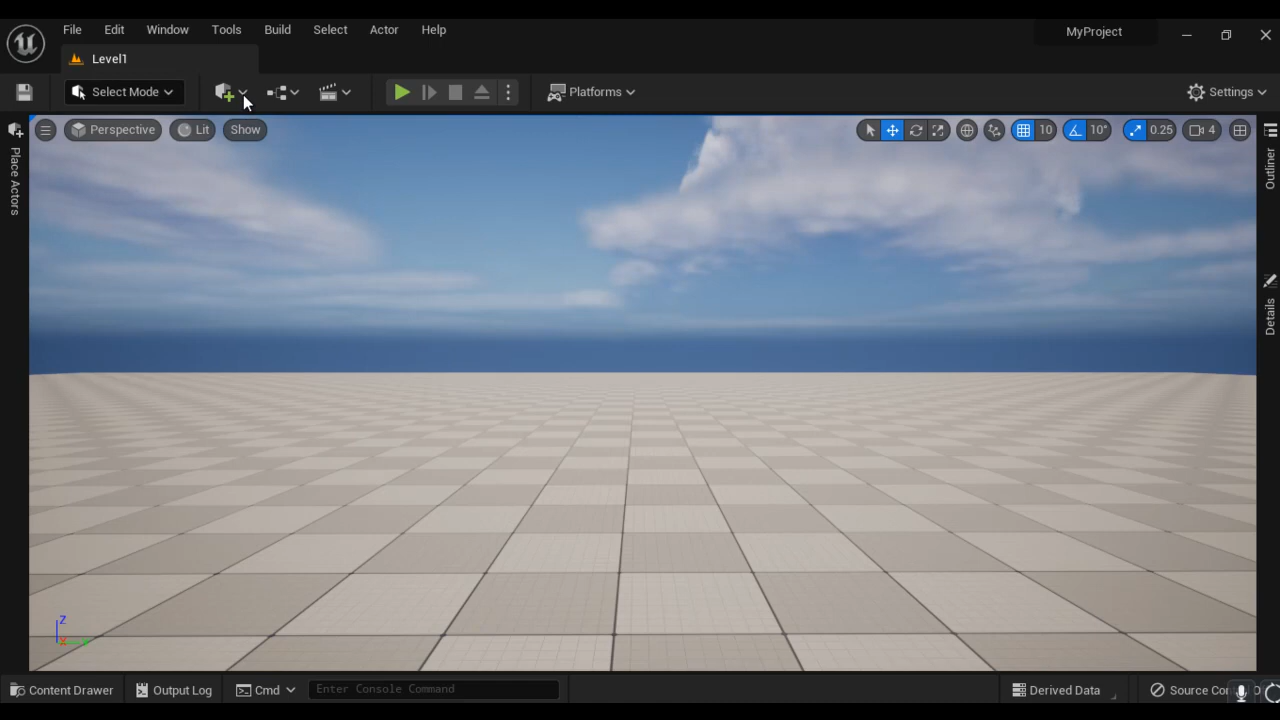 File Edit Window Tools Build Select Actor Help MyProject
Level1
Select Mode Platforms Settings
Perspective Lit Show 10 10° 0.25 4
Place Actors
Outliner
Details
Z
Content Drawer Output Log Cmd Enter Console Command Derived Data Source